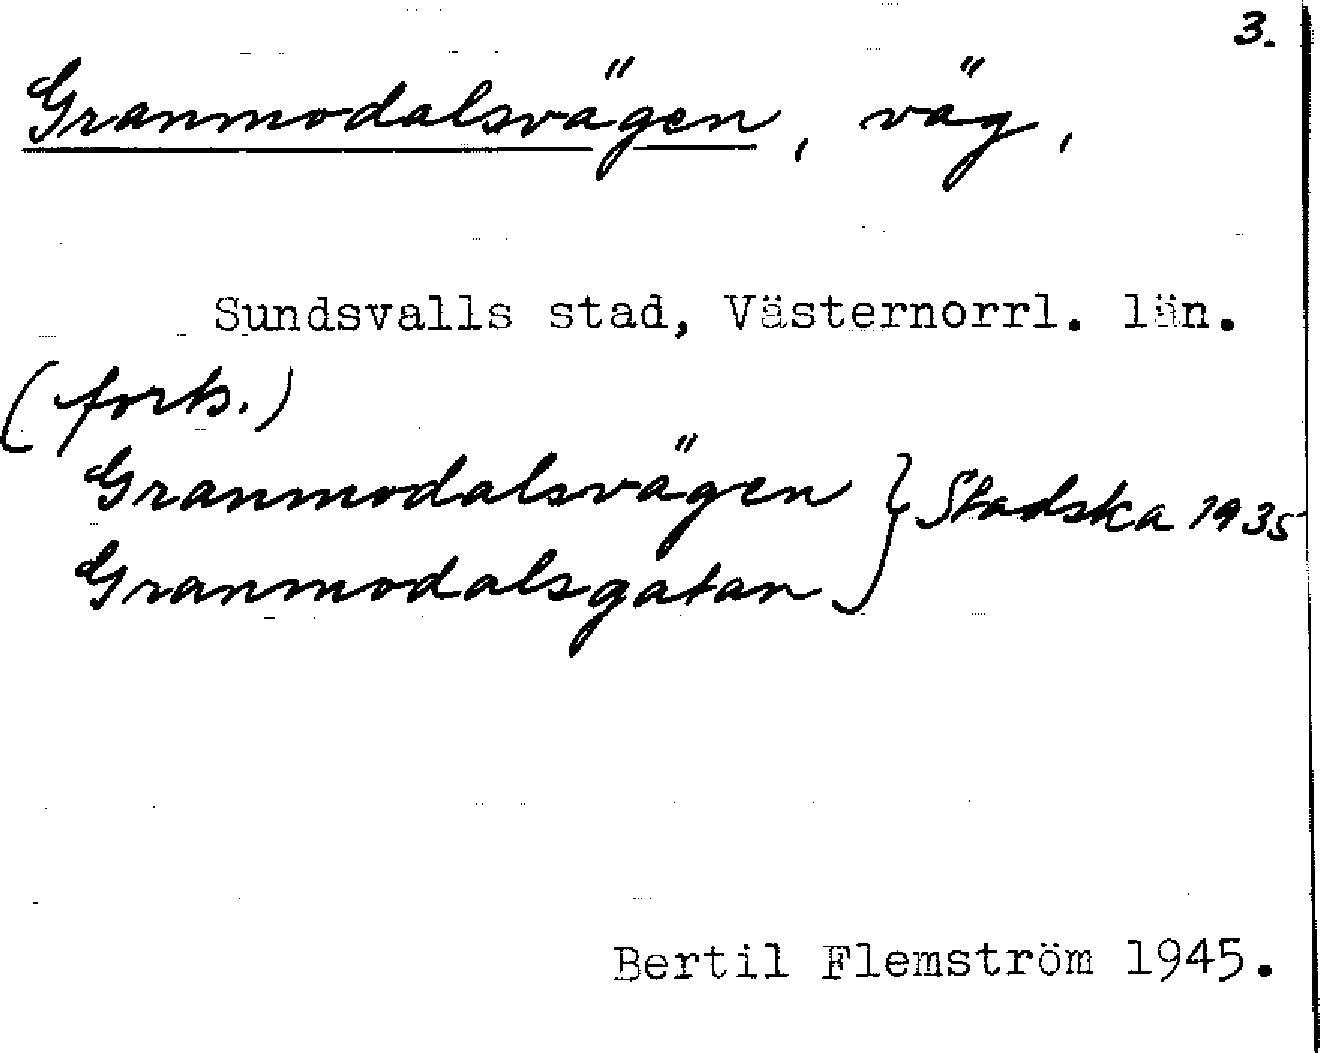 3.
Granmodalsvägen, väg,
Sundsvalls stad, Västernorrl. län.
(forts.)
Granmodalsvägen } Stadska 1935
Granmodalsgatan
Bertil Flemström 1945.